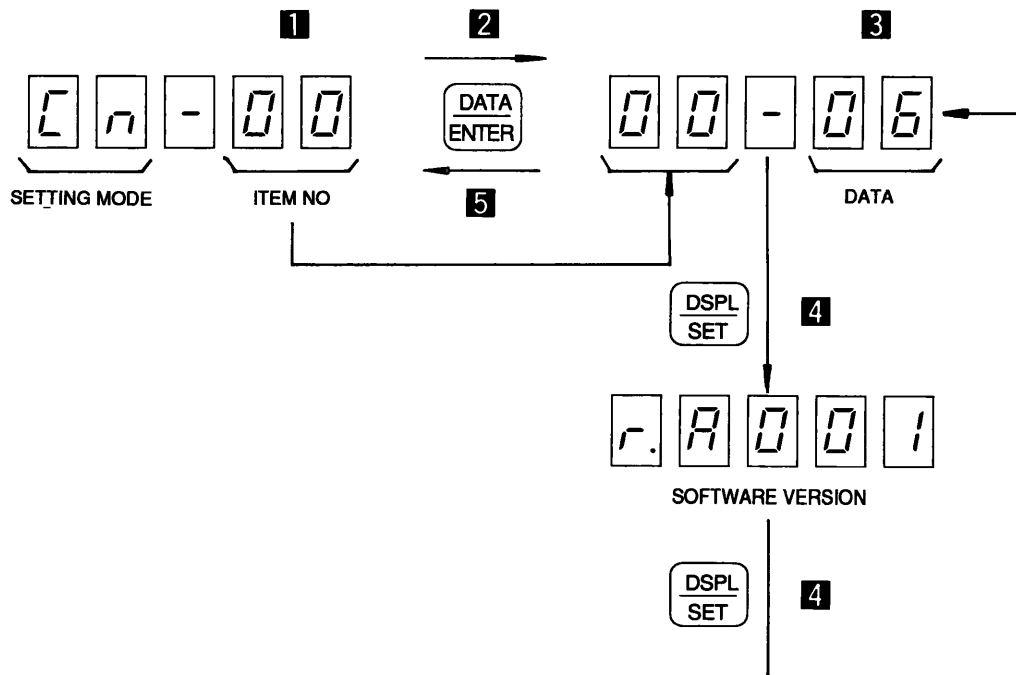 1 2 3
Cn-00 DATA ENTER 00-06
5
SETTING MODE ITEM NO DATA
DSPL SET 4
r.A001
SOFTWARE VERSION
DSPL SET 4